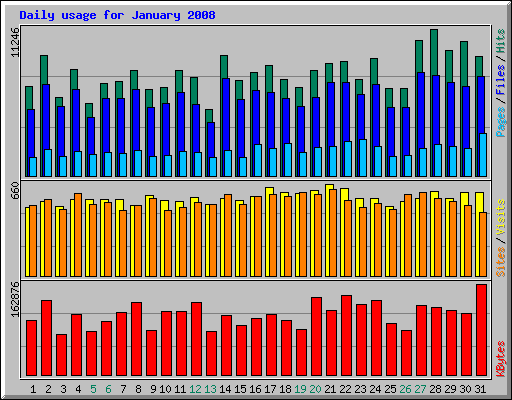 Daily usage for January 2008
11246
Pages / Files / Hits
660
Sites / Visits
162876
KBytes
1 2 3 4 5 6 7 8 9 10 11 12 13 14 15 16 17 18 19 20 21 22 23 24 25 26 27 28 29 30 31